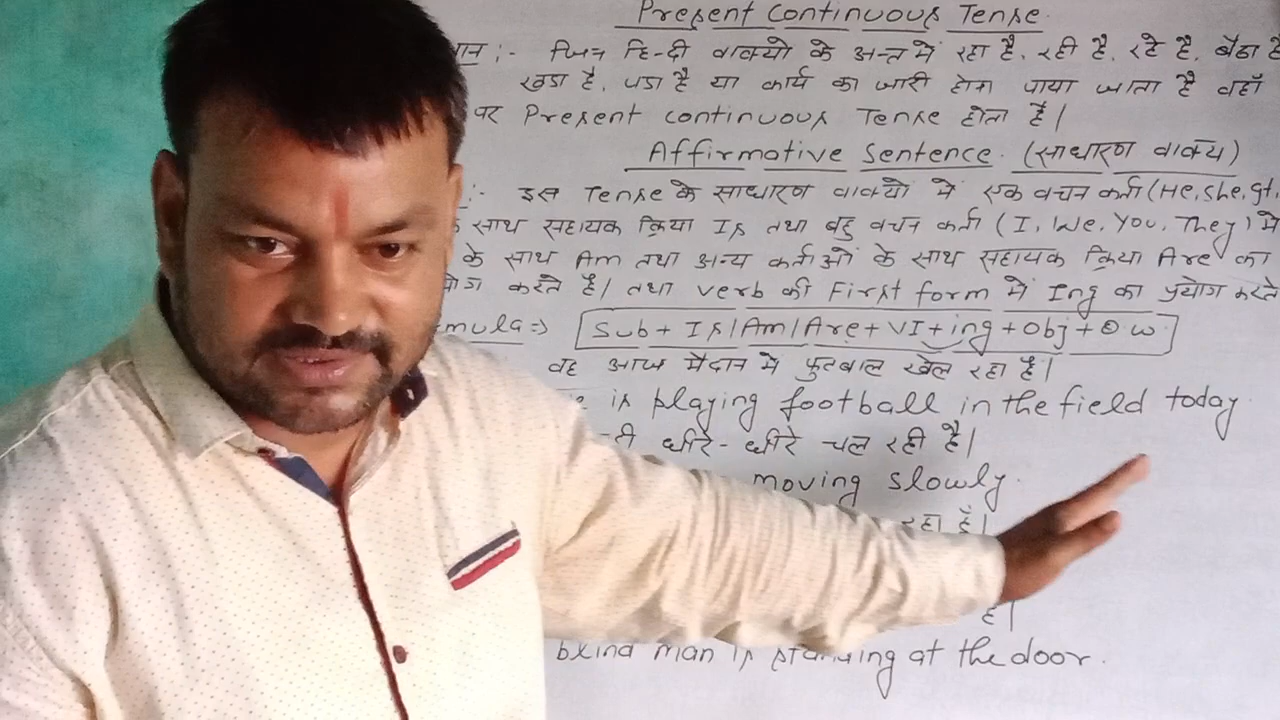 Present Continuous Tense
:- जिन हिन्दी वाक्यो के अन्त में रहा है, रही है, रहे है, बैठा है
खडा है, पडा है या कार्य का जारी होना पाया जाता है वहाँ
पर Present continuous Tense होता है।
Affirmative Sentence. (साधारण वाक्य)
:- इस Tense के साधारण वाक्यो में एक वचन कर्ता (He, She, It,
साथ सहायक क्रिया Is तथा बहु वचन कर्ता (I, We, You, They) में
के साथ Am तथा अन्य कर्ताओं के साथ सहायक क्रिया Are का
करते है। तथा verb की First form में Ing का प्रयोग करते
=> Sub + Is/Am/Are + VI + ing + Obj + O w.
वह आज मैदान मे फुटबाल खेल रहा है।
is playing football in the field today
धीरे - धीरे चल रही है।
moving slowly.
रहा है।
है।
blind man is standing at the door.